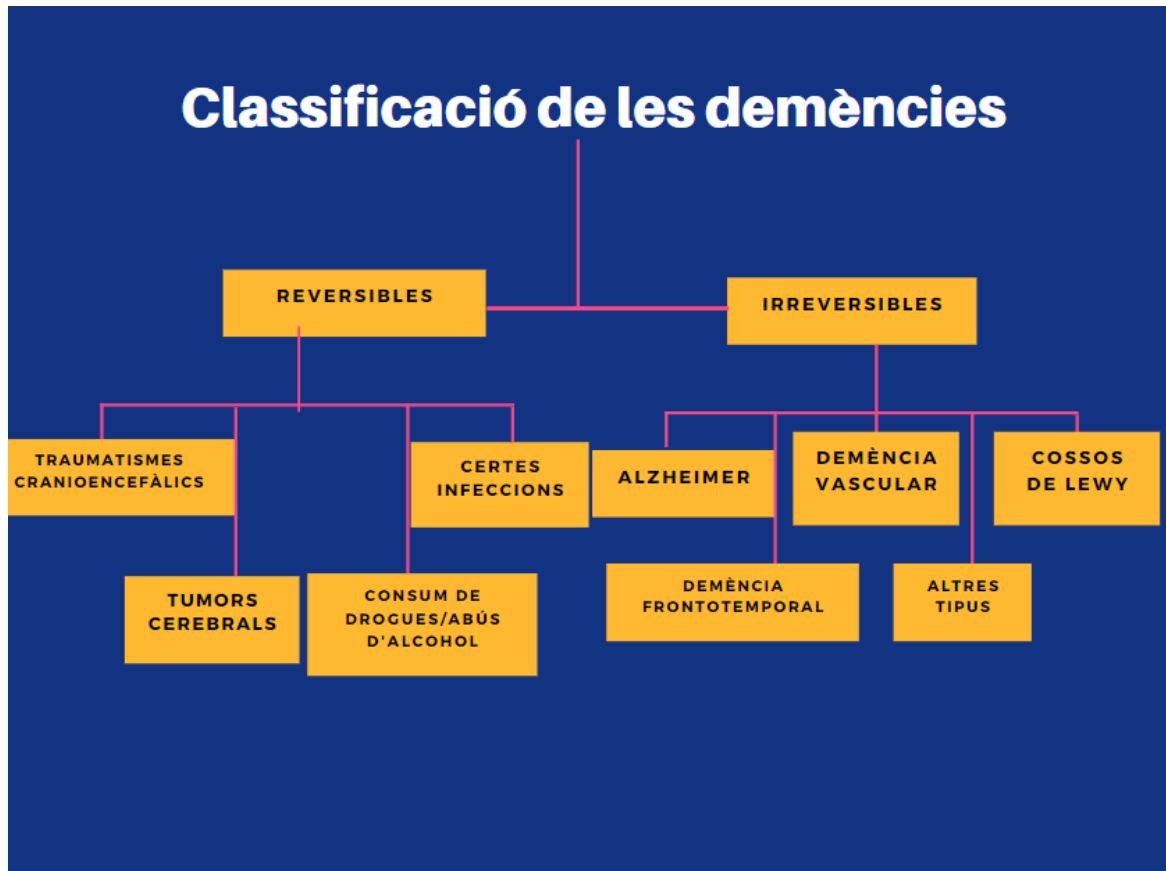 Classificació de les demències
REVERSIBLES
IRREVERSIBLES
TRAUMATISMES
CRANIOENCEFÀLICS
CERTES
INFECCIONS
TUMORS
CEREBRALS
CONSUM DE
DROGUES/ABÚS
D'ALCOHOL
ALZHEIMER
DEMÈNCIA
VASCULAR
COSSOS
DE LEWY
DEMÈNCIA
FRONTOTEMPORAL
ALTRES
TIPUS